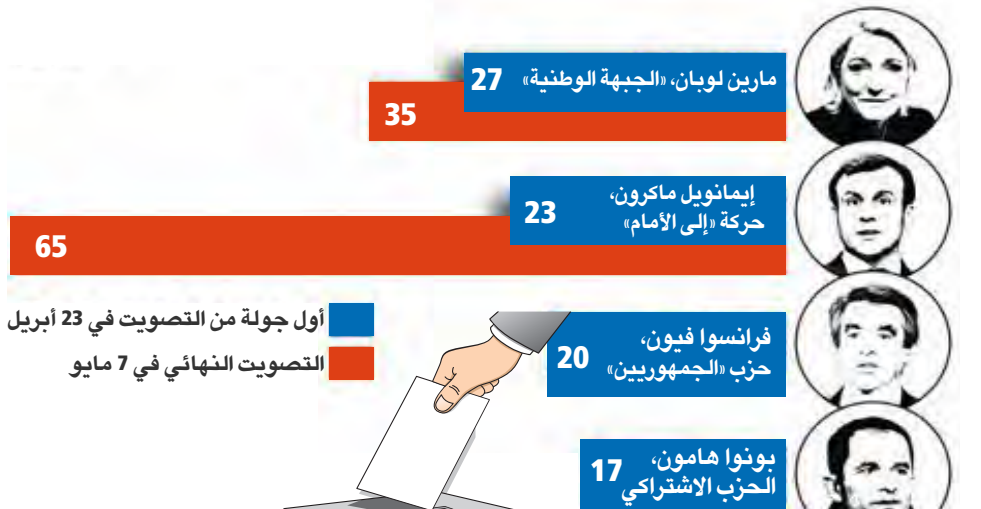 مارين لوبان، «الجبهة الوطنية» 27
35
إيمانويل ماكرون،
حركة «إلى الأمام»
23
65
أول جولة من التصويت في 23 أبريل
التصويت النهائي في 7 مايو
فرانسوا فيون،
حزب «الجمهوريين»
20
بونوا هامون،
الحزب الاشتراكي
17